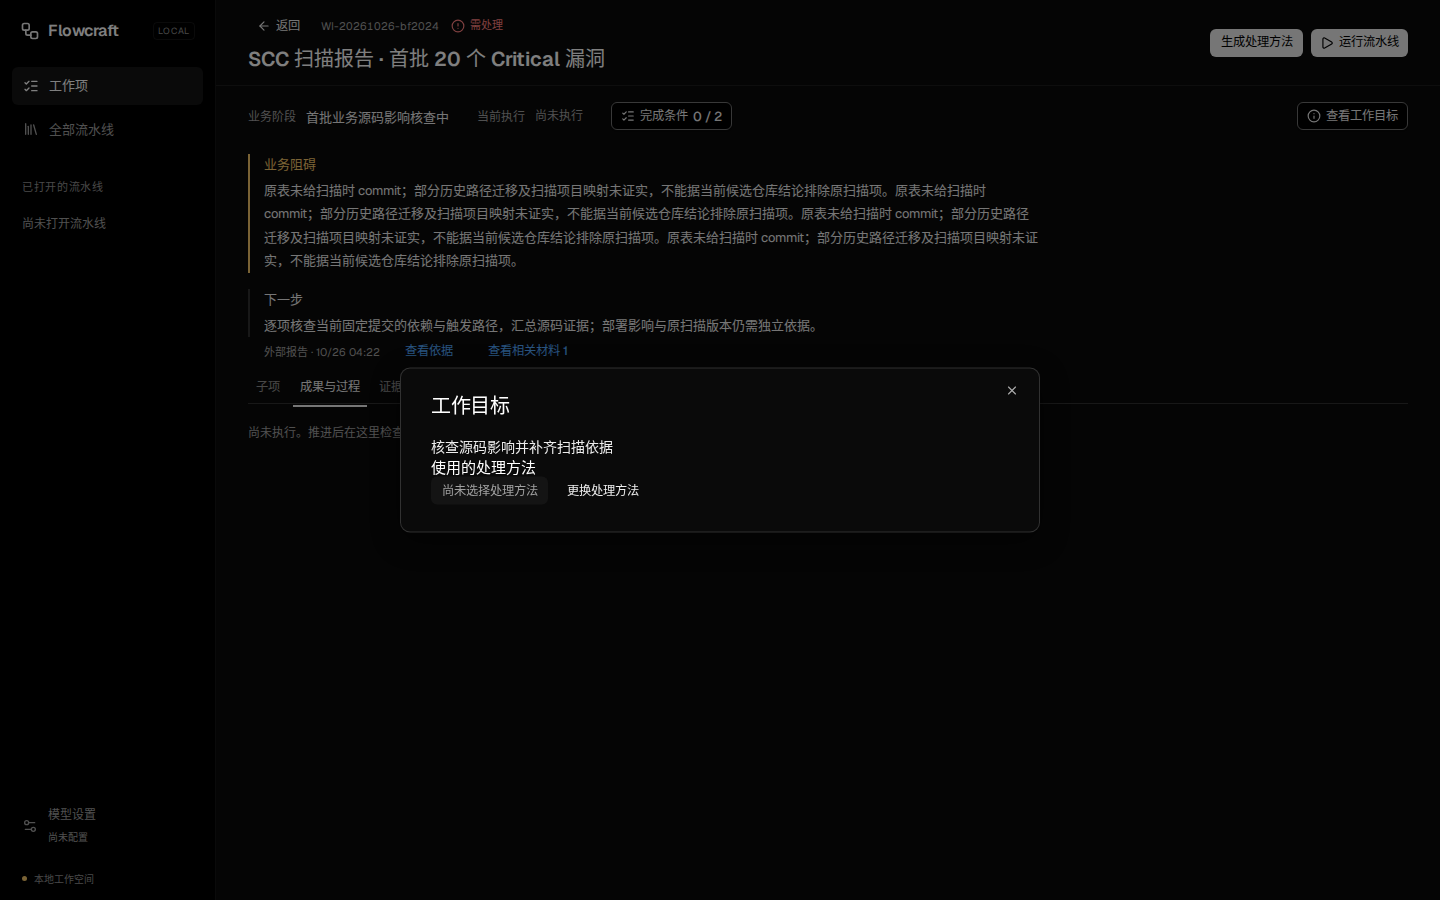 Flowcraft
LOCAL
工作项
全部流水线
已打开的流水线
尚未打开流水线
模型设置
尚未配置
本地工作空间
返回
WI-20261026-bf2024
需处理
SCC 扫描报告 · 首批 20 个 Critical 漏洞
生成处理方法
运行流水线
业务阶段
首批业务源码影响核查中
当前执行
尚未执行
完成条件 0 / 2
查看工作目标
业务阻碍
原表未给扫描时 commit；部分历史路径迁移及扫描项目映射未证实，不能据当前候选仓库结论排除原扫描项。原表未给扫描时
commit；部分历史路径迁移及扫描项目映射未证实，不能据当前候选仓库结论排除原扫描项。原表未给扫描时 commit；部分历史路径
迁移及扫描项目映射未证实，不能据当前候选仓库结论排除原扫描项。原表未给扫描时 commit；部分历史路径迁移及扫描项目映射未证
实，不能据当前候选仓库结论排除原扫描项。
下一步
逐项核查当前固定提交的依赖与触发路径，汇总源码证据；部署影响与原扫描版本仍需独立依据。
外部报告 · 10/26 04:22
查看依据
查看相关材料 1
子项
成果与过程
证据
尚未执行。推进后在这里检查
工作目标
核查源码影响并补齐扫描依据
使用的处理方法
尚未选择处理方法
更换处理方法